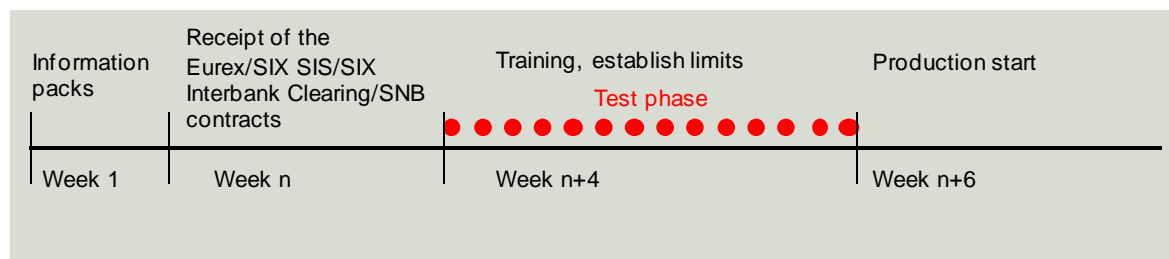 Information
packs
Receipt of the
Eurex/SIX SIS/SIX
Interbank Clearing/SNB
contracts
Training, establish limits
Test phase
Production start
Week 1
Week n
Week n+4
Week n+6